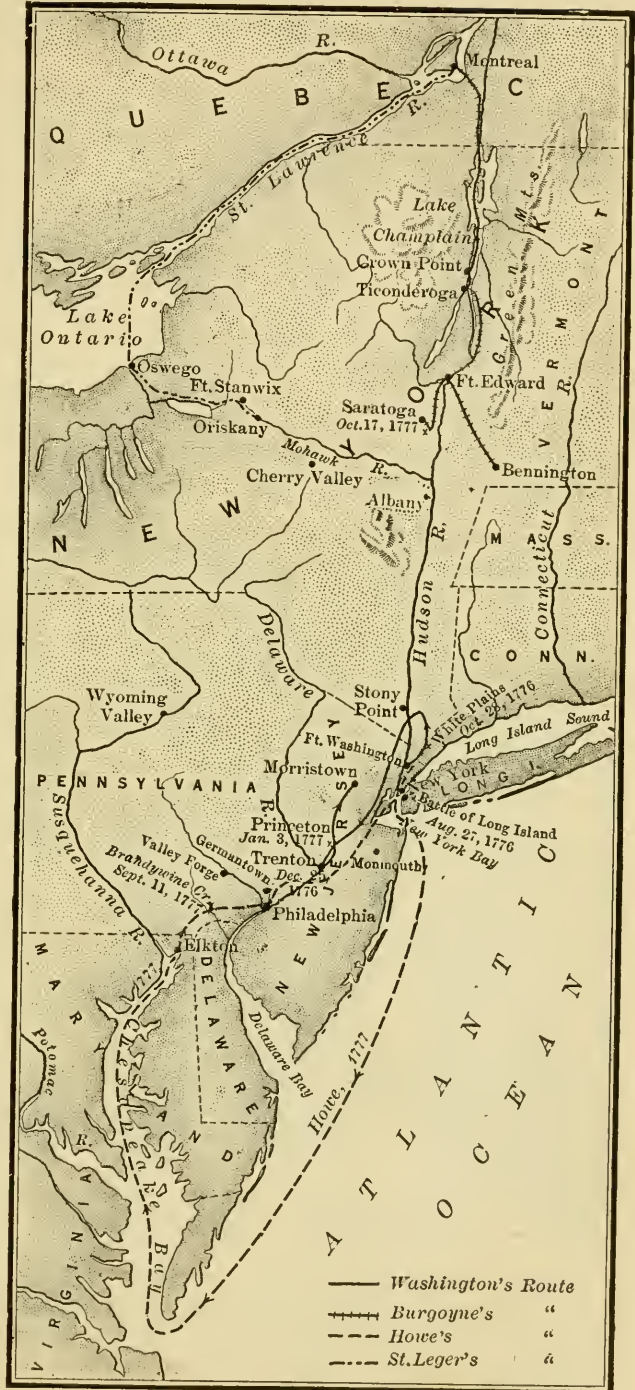 Ottawa R.
Montreal
QUEBEC
St. Lawrence R.
Lake
Champlain
Crown Point
Ticonderoga
Green Mts.
VERMONT
Lake
Ontario
Oswego
Ft. Stanwix
Oriskany
Ft. Edward
Saratoga
Oct. 17, 1777
Mohawk R.
Cherry Valley
Bennington
Albany
NEW YORK
MASS.
Hudson R.
Connecticut R.
CONN.
Delaware R.
Wyoming
Valley
Stony
Point
White Plains
Oct. 28, 1776
Long Island Sound
Ft. Washington
Morristown
New York
LONG I.
PENNSYLVANIA
Battle of Long Island
Aug. 27, 1776
New York Bay
Princeton
Jan. 3, 1777
Susquehanna R.
Valley Forge
Germantown
Trenton
Dec. 25
1776
Monmouth
Brandywine Cr.
Sept. 11, 1777
Philadelphia
NEW JERSEY
Elkton
1777
DELAWARE
MARYLAND
Delaware Bay
Howe, 1777
Potomac R.
Chesapeake Bay
VIRGINIA
ATLANTIC
OCEAN
Washington's Route
Burgoyne's "
Howe's "
St. Leger's "